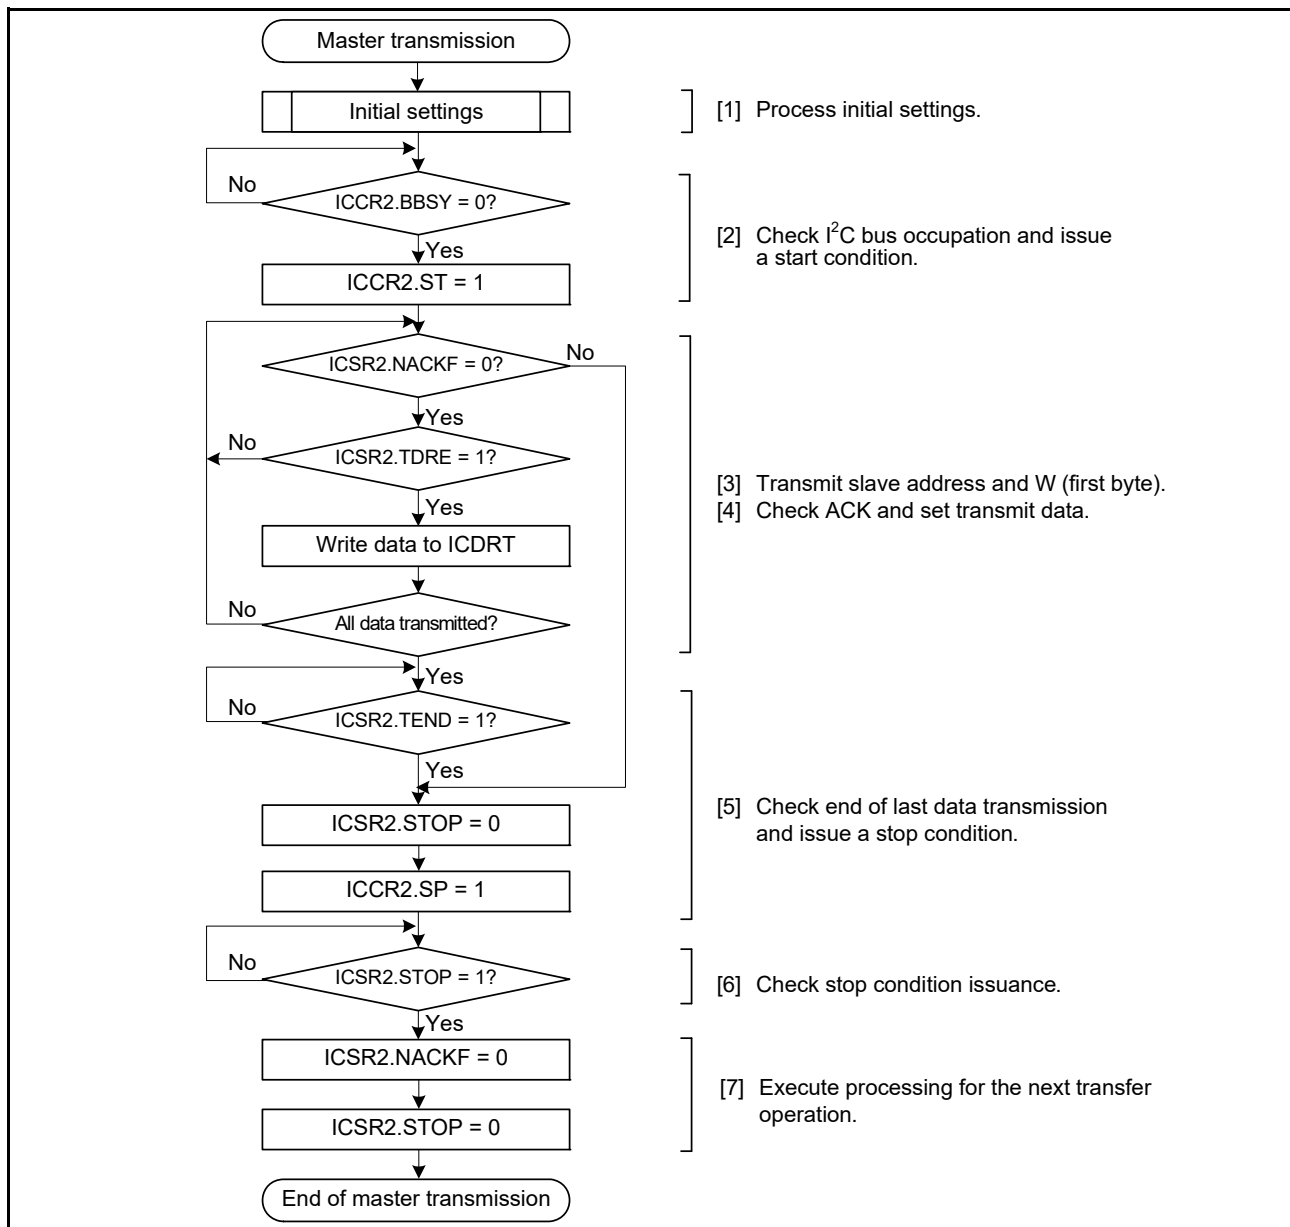 Master transmission
Initial settings
[1] Process initial settings.
No
ICCR2.BBSY = 0?
Yes
[2] Check I²C bus occupation and issue
a start condition.
ICCR2.ST = 1
ICSR2.NACKF = 0?
No
Yes
No
ICSR2.TDRE = 1?
Yes
[3] Transmit slave address and W (first byte).
[4] Check ACK and set transmit data.
Write data to ICDRT
No
All data transmitted?
Yes
No
ICSR2.TEND = 1?
Yes
[5] Check end of last data transmission
and issue a stop condition.
ICSR2.STOP = 0
ICCR2.SP = 1
No
ICSR2.STOP = 1?
Yes
[6] Check stop condition issuance.
ICSR2.NACKF = 0
[7] Execute processing for the next transfer
operation.
ICSR2.STOP = 0
End of master transmission